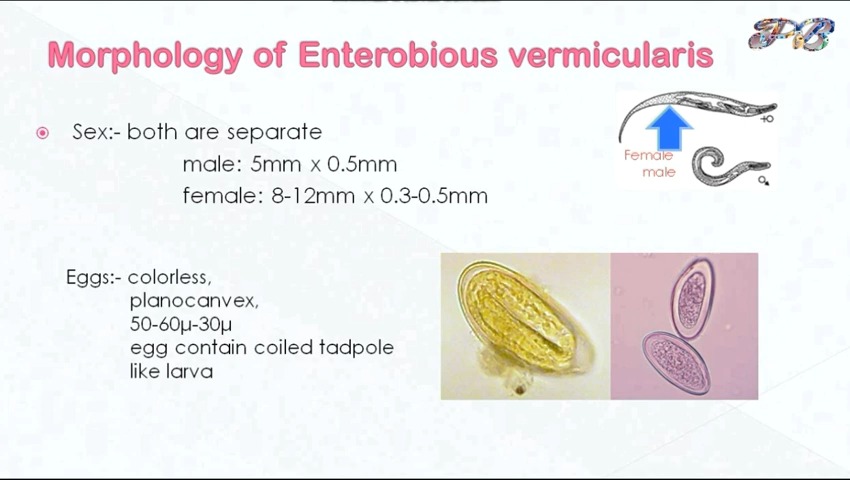 Morphology of Enterobious vermicularis
PB
Sex:- both are separate
male: 5mm x 0.5mm
female: 8-12mm x 0.3-0.5mm
Female
male
Eggs:- colorless,
planocanvex,
50-60µ-30µ
egg contain coiled tadpole
like larva